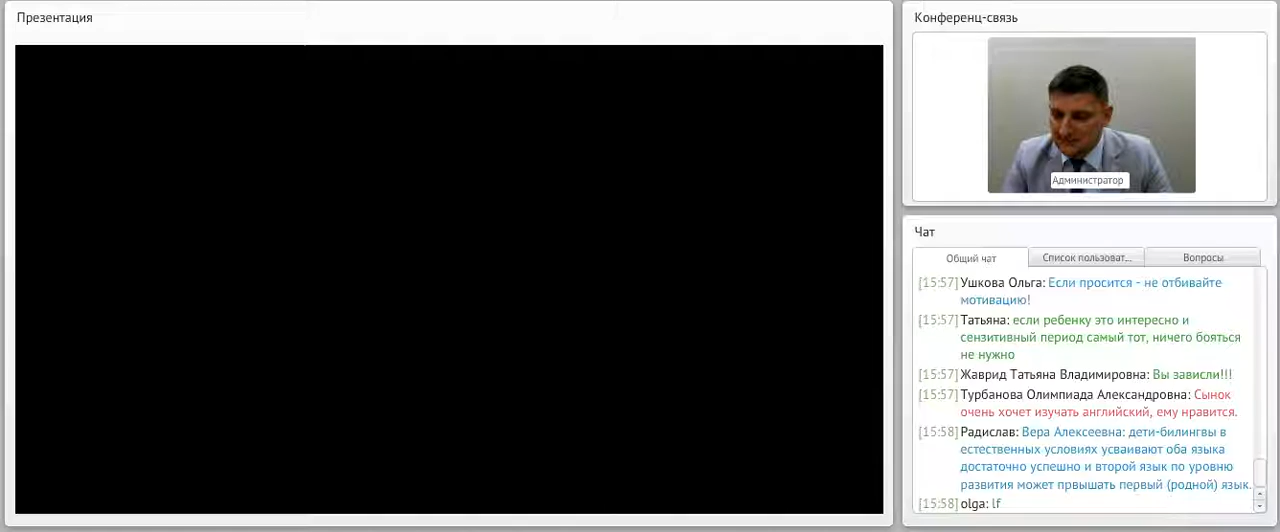 Презентация
Конференц-связь
Администратор
Чат
Общий чат
Список пользоват...
Вопросы
[15:57] Ушкова Ольга: Если просится - не отбивайте
мотивацию!
[15:57] Татьяна: если ребенку это интересно и
сензитивный период самый тот, ничего бояться
не нужно
[15:57] Жаврид Татьяна Владимировна: Вы зависли!!!
[15:57] Турбанова Олимпиада Александровна: Сынок
очень хочет изучать английский, ему нравится.
[15:58] Радислав: Вера Алексеевна: дети-билингвы в
естественных условиях усваивают оба языка
достаточно успешно и второй язык по уровню
развития может првышать первый (родной) язык.
[15:58] olga: lf